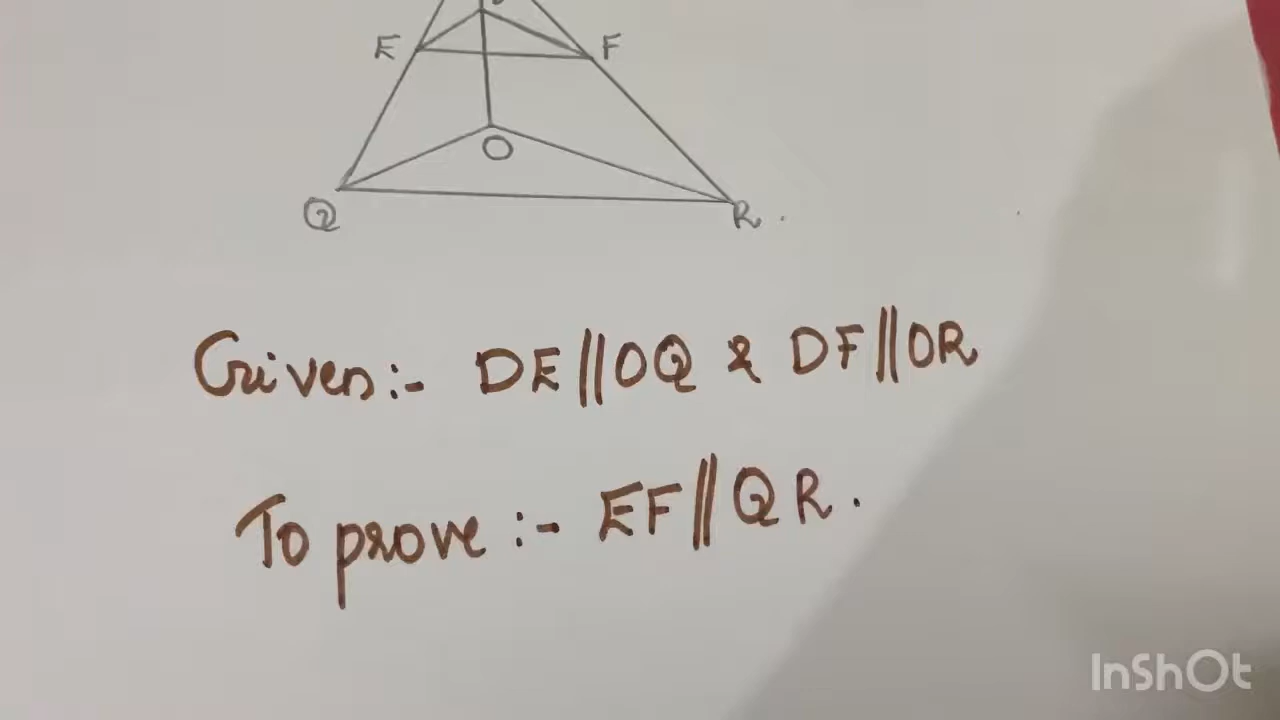 E F
O
Q R .
Given:- DE||OQ & DF||OR
To prove :- EF||QR.
InShOt